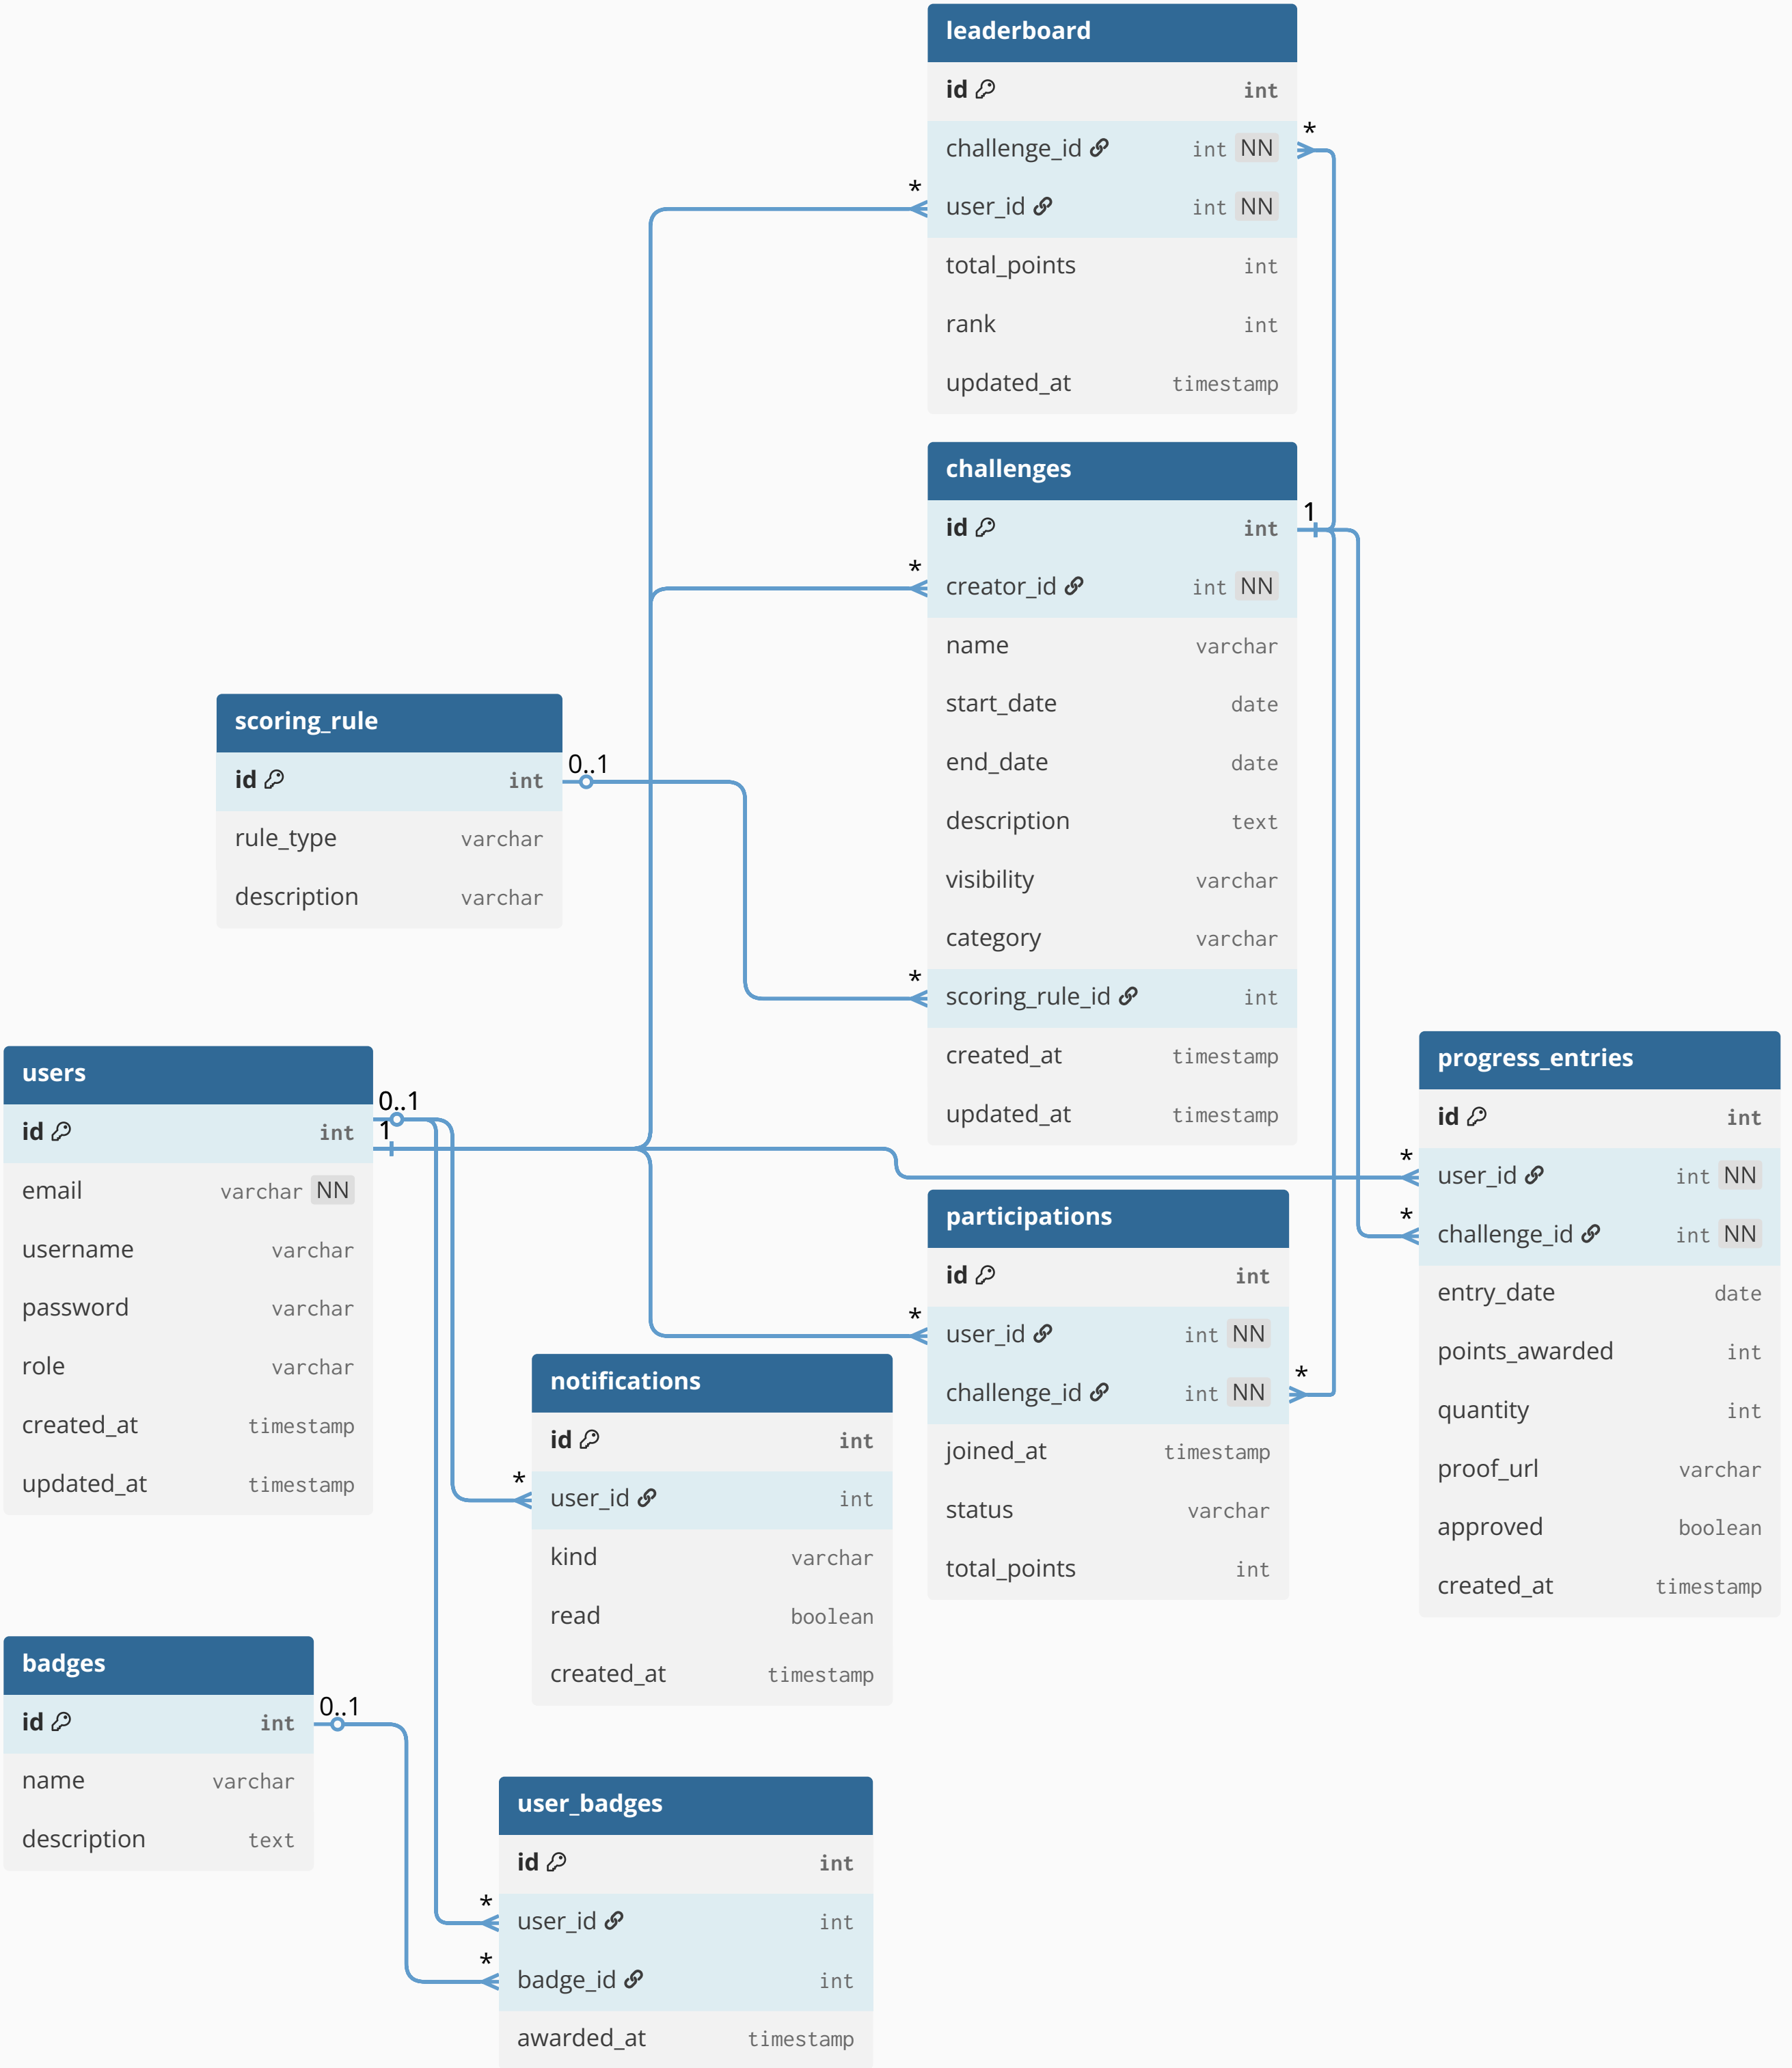 leaderboard
id int
*
challenge_id int NN
*
user_id int NN
total_points int
rank int
updated_at timestamp
challenges
1
id int
*
creator_id int NN
name varchar
start_date date
end_date date
description text
visibility varchar
category varchar
*
scoring_rule_id int
created_at timestamp
updated_at timestamp
scoring_rule
0..1
id int
rule_type varchar
description varchar
users
0..1
1
id int
email varchar NN
username varchar
password varchar
role varchar
created_at timestamp
updated_at timestamp
progress_entries
id int
*
user_id int NN
*
challenge_id int NN
entry_date date
points_awarded int
quantity int
proof_url varchar
approved boolean
created_at timestamp
participations
id int
*
user_id int NN
*
challenge_id int NN
joined_at timestamp
status varchar
total_points int
notifications
id int
*
user_id int
kind varchar
read boolean
created_at timestamp
badges
0..1
id int
name varchar
description text
user_badges
id int
*
user_id int
*
badge_id int
awarded_at timestamp